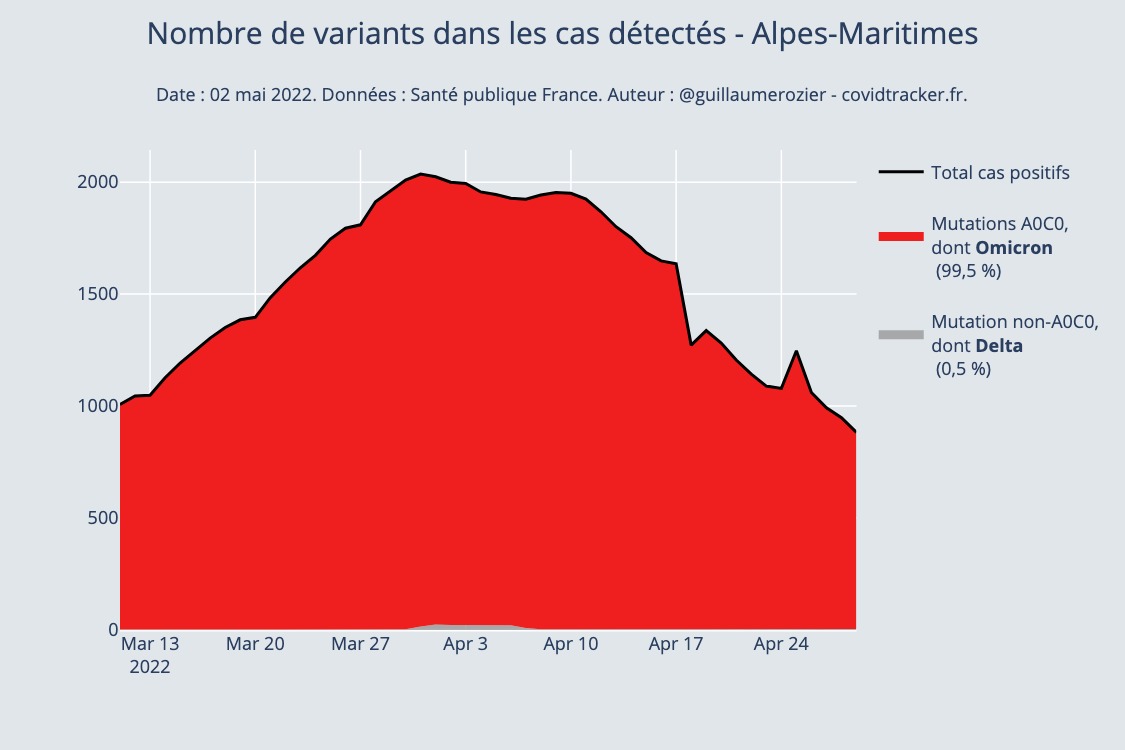 Nombre de variants dans les cas détectés - Alpes-Maritimes
Date : 02 mai 2022. Données : Santé publique France. Auteur : @guillaumerozier - covidtracker.fr.
2000
1500
1000
500
0
Mar 13
2022
Mar 20
Mar 27
Apr 3
Apr 10
Apr 17
Apr 24
Total cas positifs
Mutations A0C0,
dont Omicron
(99,5 %)
Mutation non-A0C0,
dont Delta
(0,5 %)